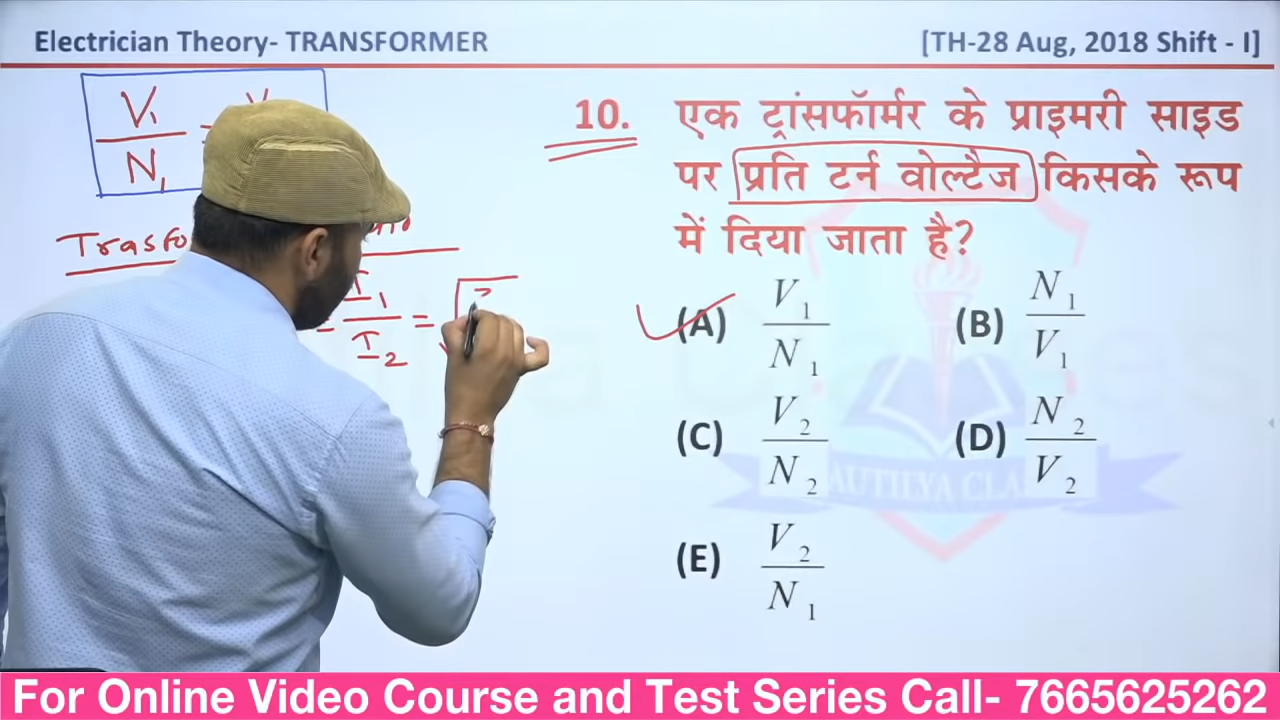 Electrician Theory- TRANSFORMER
[TH-28 Aug, 2018 Shift - I]
V1
N1
10. एक ट्रांसफॉर्मर के प्राइमरी साइड
पर प्रति टर्न वोल्टैज किसके रूप
में दिया जाता है?
I1
I2
=
(A) V1/N1
(B) N1/V1
(C) V2/N2
(D) N2/V2
(E) V2/N1
For Online Video Course and Test Series Call- 7665625262